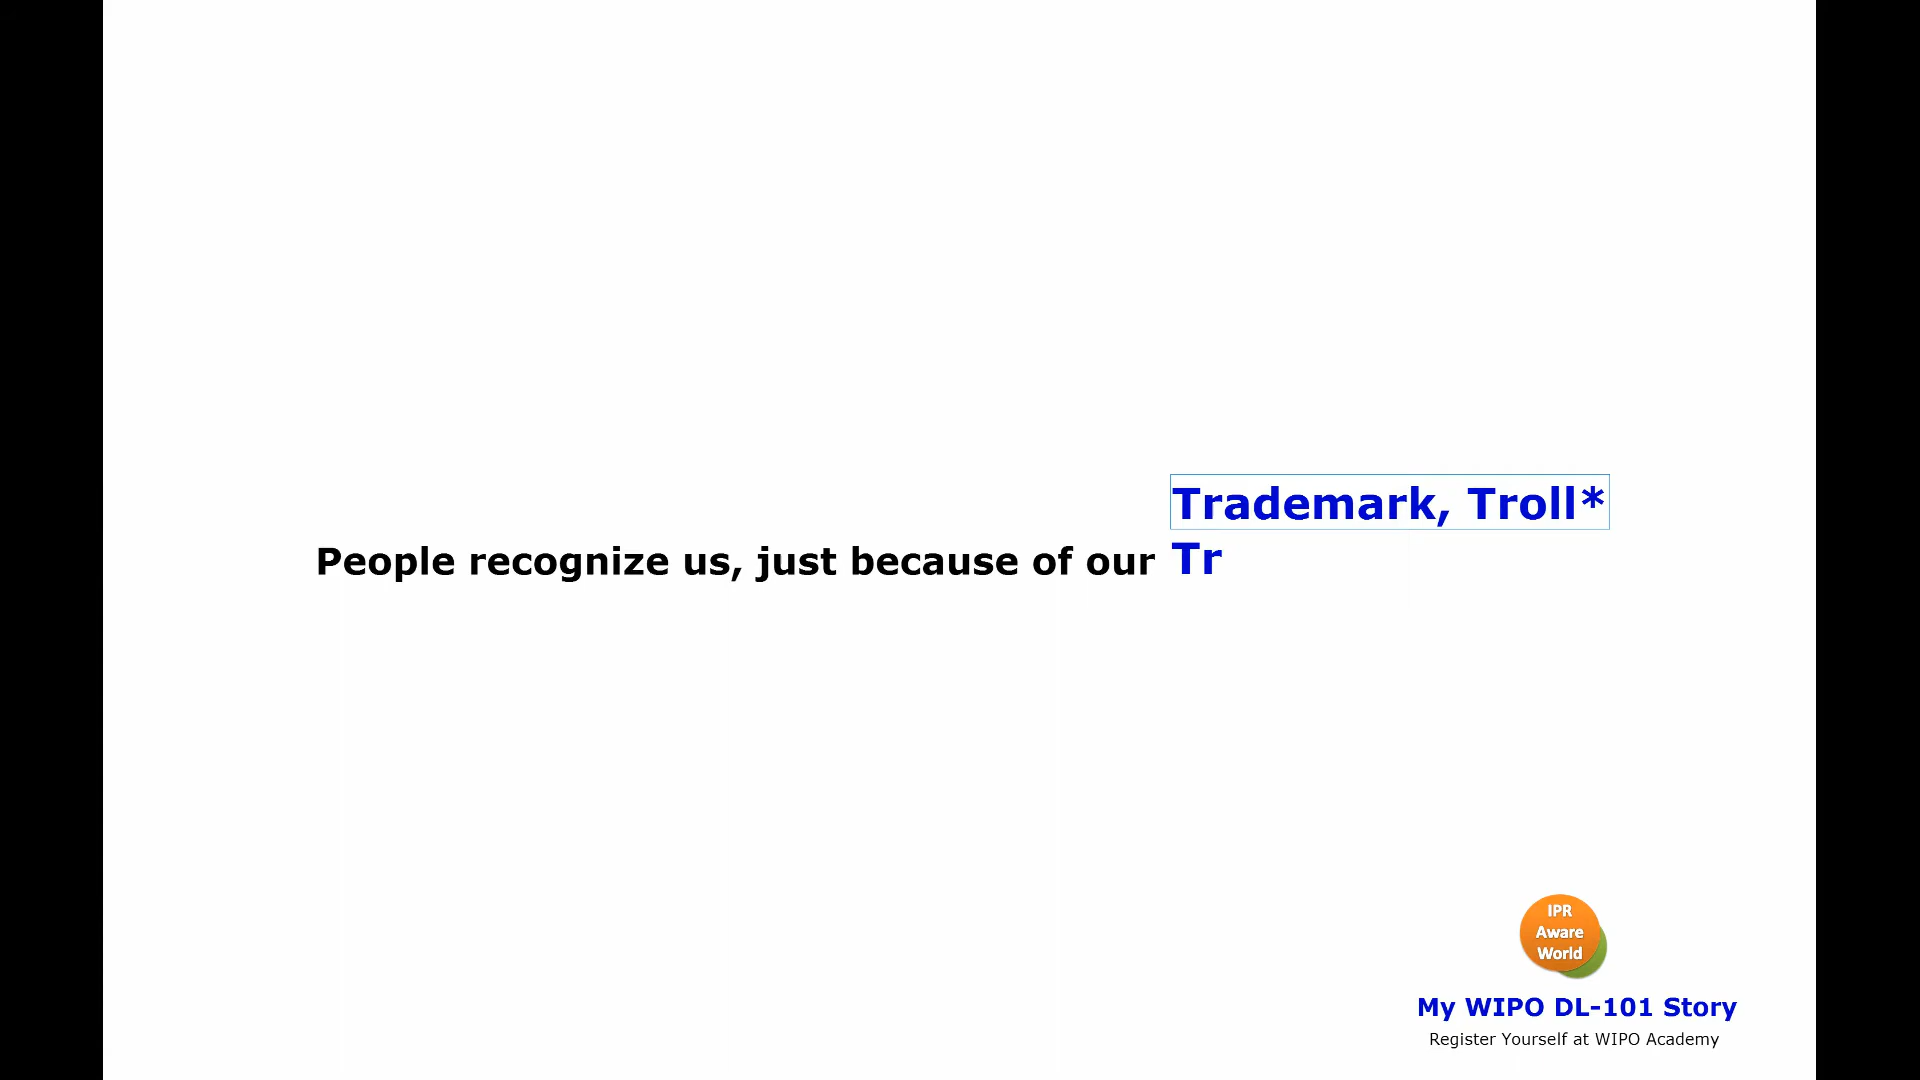 Trademark, Troll*
People recognize us, just because of our Tr
IPR
Aware
World
My WIPO DL-101 Story
Register Yourself at WIPO Academy